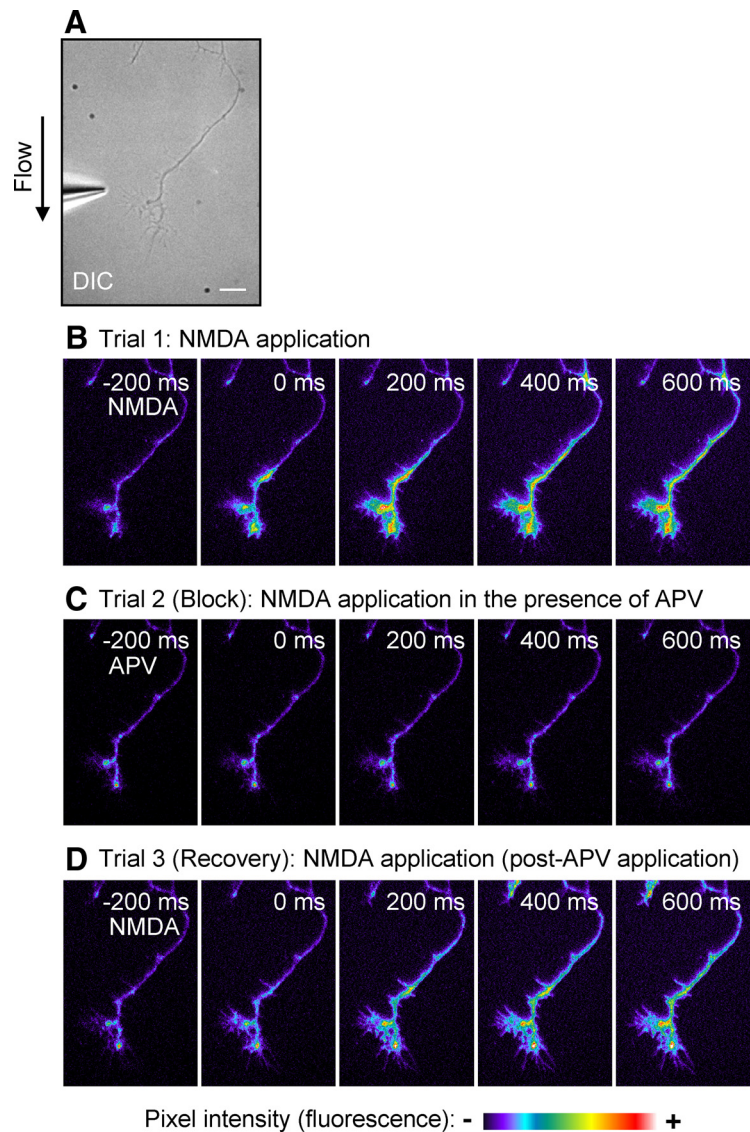 A
Flow
DIC
B Trial 1: NMDA application
-200 ms 0 ms 200 ms 400 ms 600 ms
NMDA
C Trial 2 (Block): NMDA application in the presence of APV
-200 ms 0 ms 200 ms 400 ms 600 ms
APV
D Trial 3 (Recovery): NMDA application (post-APV application)
-200 ms 0 ms 200 ms 400 ms 600 ms
NMDA
Pixel intensity (fluorescence): - +